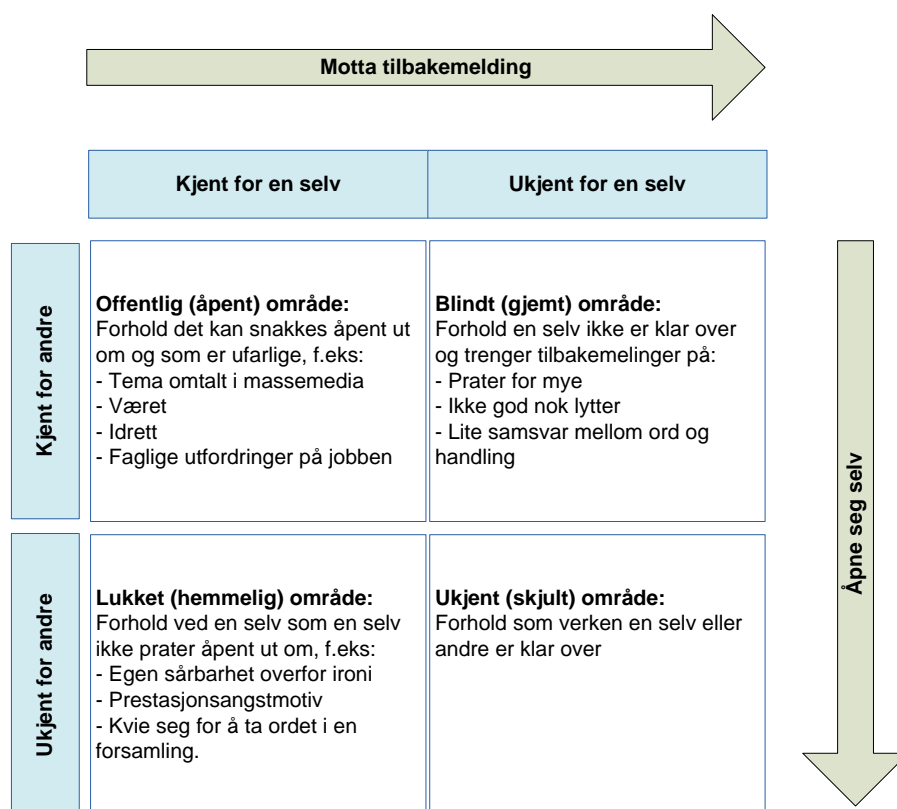 Motta tilbakemelding
Kjent for en selv
Ukjent for en selv
Kjent for andre
Offentlig (åpent) område:
Forhold det kan snakkes åpent ut
om og som er ufarlige, f.eks:
- Tema omtalt i massemedia
- Været
- Idrett
- Faglige utfordringer på jobben
Blindt (gjemt) område:
Forhold en selv ikke er klar over
og trenger tilbakemelinger på:
- Prater for mye
- Ikke god nok lytter
- Lite samsvar mellom ord og
handling
Åpne seg selv
Ukjent for andre
Lukket (hemmelig) område:
Forhold ved en selv som en selv
ikke prater åpent ut om, f.eks:
- Egen sårbarhet overfor ironi
- Prestasjonsangstmotiv
- Kvie seg for å ta ordet i en
forsamling.
Ukjent (skjult) område:
Forhold som verken en selv eller
andre er klar over